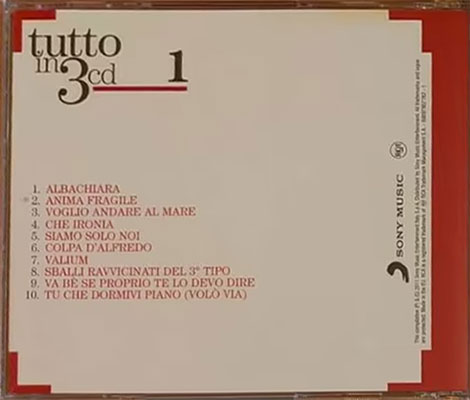 tutto
in
3cd 1
1. ALBACHIARA
2. ANIMA FRAGILE
3. VOGLIO ANDARE AL MARE
4. CHE IRONIA
5. SIAMO SOLO NOI
6. COLPA D'ALFREDO
7. VALIUM
8. SBALLI RAVVICINATI DEL 3° TIPO
9. VA BÈ SE PROPRIO TE LO DEVO DIRE
10. TU CHE DORMIVI PIANO (VOLÒ VIA)
SONY MUSIC
RCA